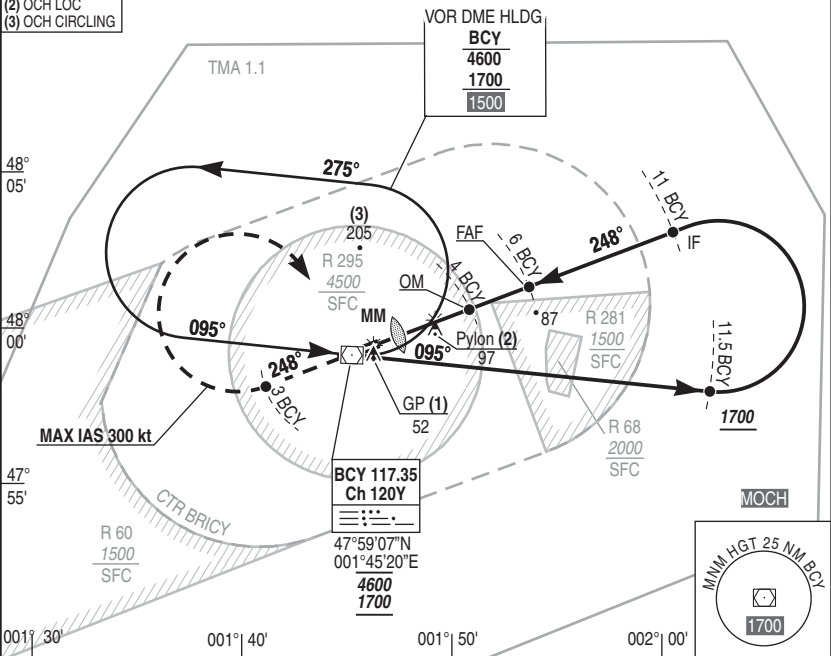 (2) OCH LOC
(3) OCH CIRCLING
VOR DME HLDG
BCY
4600
1700
1500
TMA 1.1
48°
05'
275°
11 BCY
IF
248°
FAF
6 BCY
(3)
205
R 295
4500
SFC
4 BCY
OM
MM
87
R 281
1500
SFC
48°
00'
095°
Pylon (2)
97
095°
11.5 BCY
248°
3 BCY
GP (1)
52
R 68
2000
SFC
1700
MAX IAS 300 kt
47°
55'
BCY 117.35
Ch 120Y
47°59'07"N
001°45'20"E
4600
1700
CTR BRICY
R 60
1500
SFC
MOCH
MNM HGT 25 NM BCY
1700
001° 30'
001° 40'
001° 50'
002° 00'